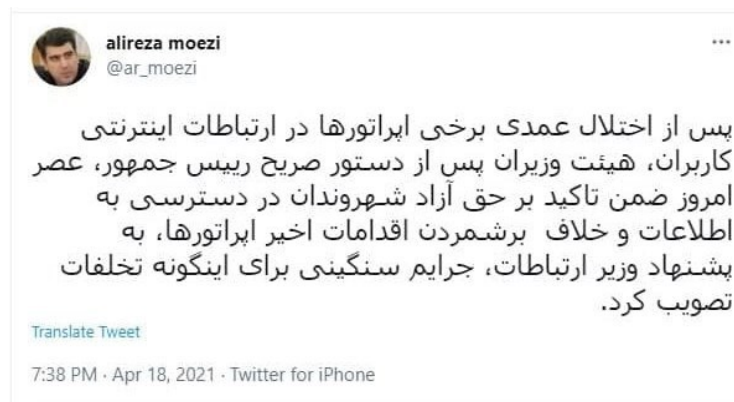 alireza moezi
@ar_moezi
پس از اختلال عمدی برخی اپراتورها در ارتباطات اینترنتی
کاربران، هیئت وزیران پس از دستور صریح رییس جمهور، عصر
امروز ضمن تاکید بر حق آزاد شهروندان در دسترسی به
اطلاعات و خلاف برشمردن اقدامات اخیر اپراتورها، به
پشنهاد وزیر ارتباطات، جرایم سنگینی برای اینگونه تخلفات
تصویب کرد.
Translate Tweet
7:38 PM · Apr 18, 2021 · Twitter for iPhone